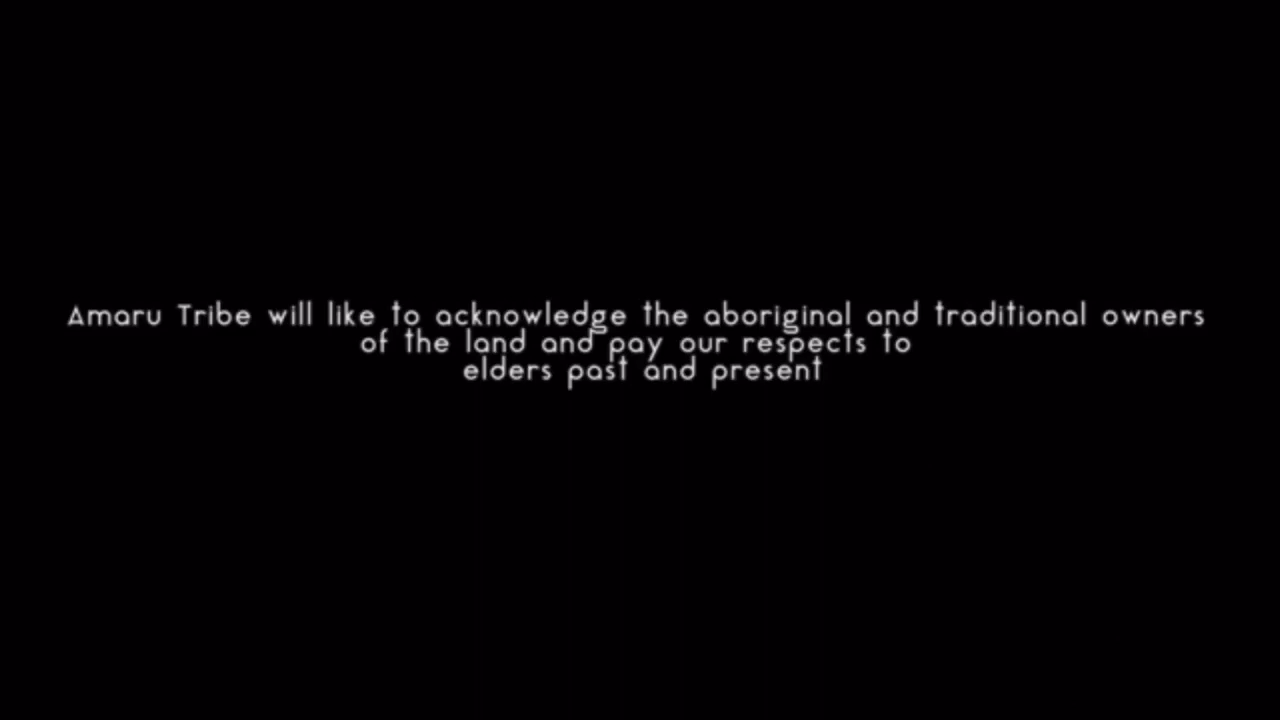 Amaru Tribe will like to acknowledge the aboriginal and traditional owners
of the land and pay our respects to
elders past and present